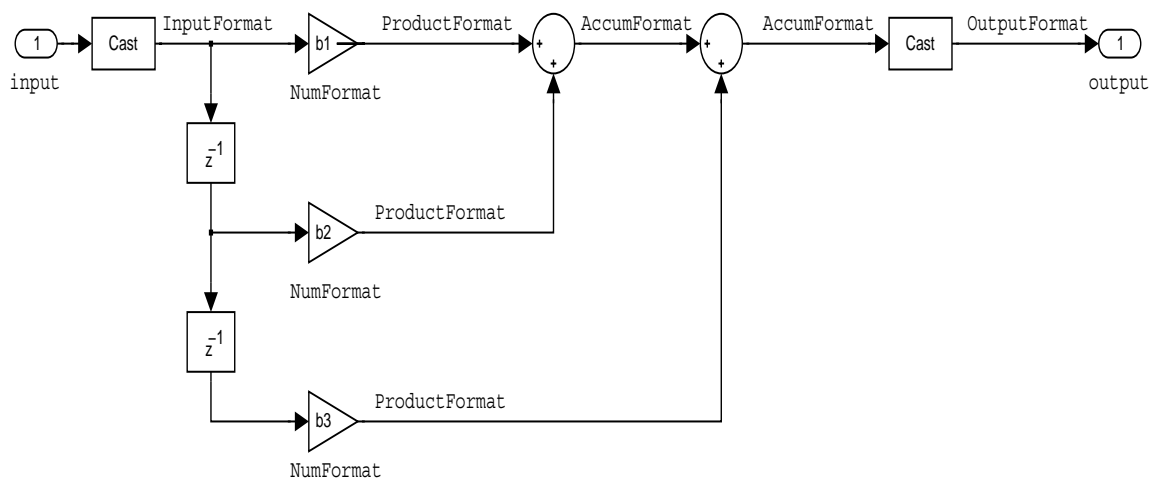 InputFormat ProductFormat AccumFormat AccumFormat OutputFormat
1 Cast b1 + + Cast 1
+ +
input NumFormat output
z⁻¹
ProductFormat
b2
NumFormat
z⁻¹
ProductFormat
b3
NumFormat